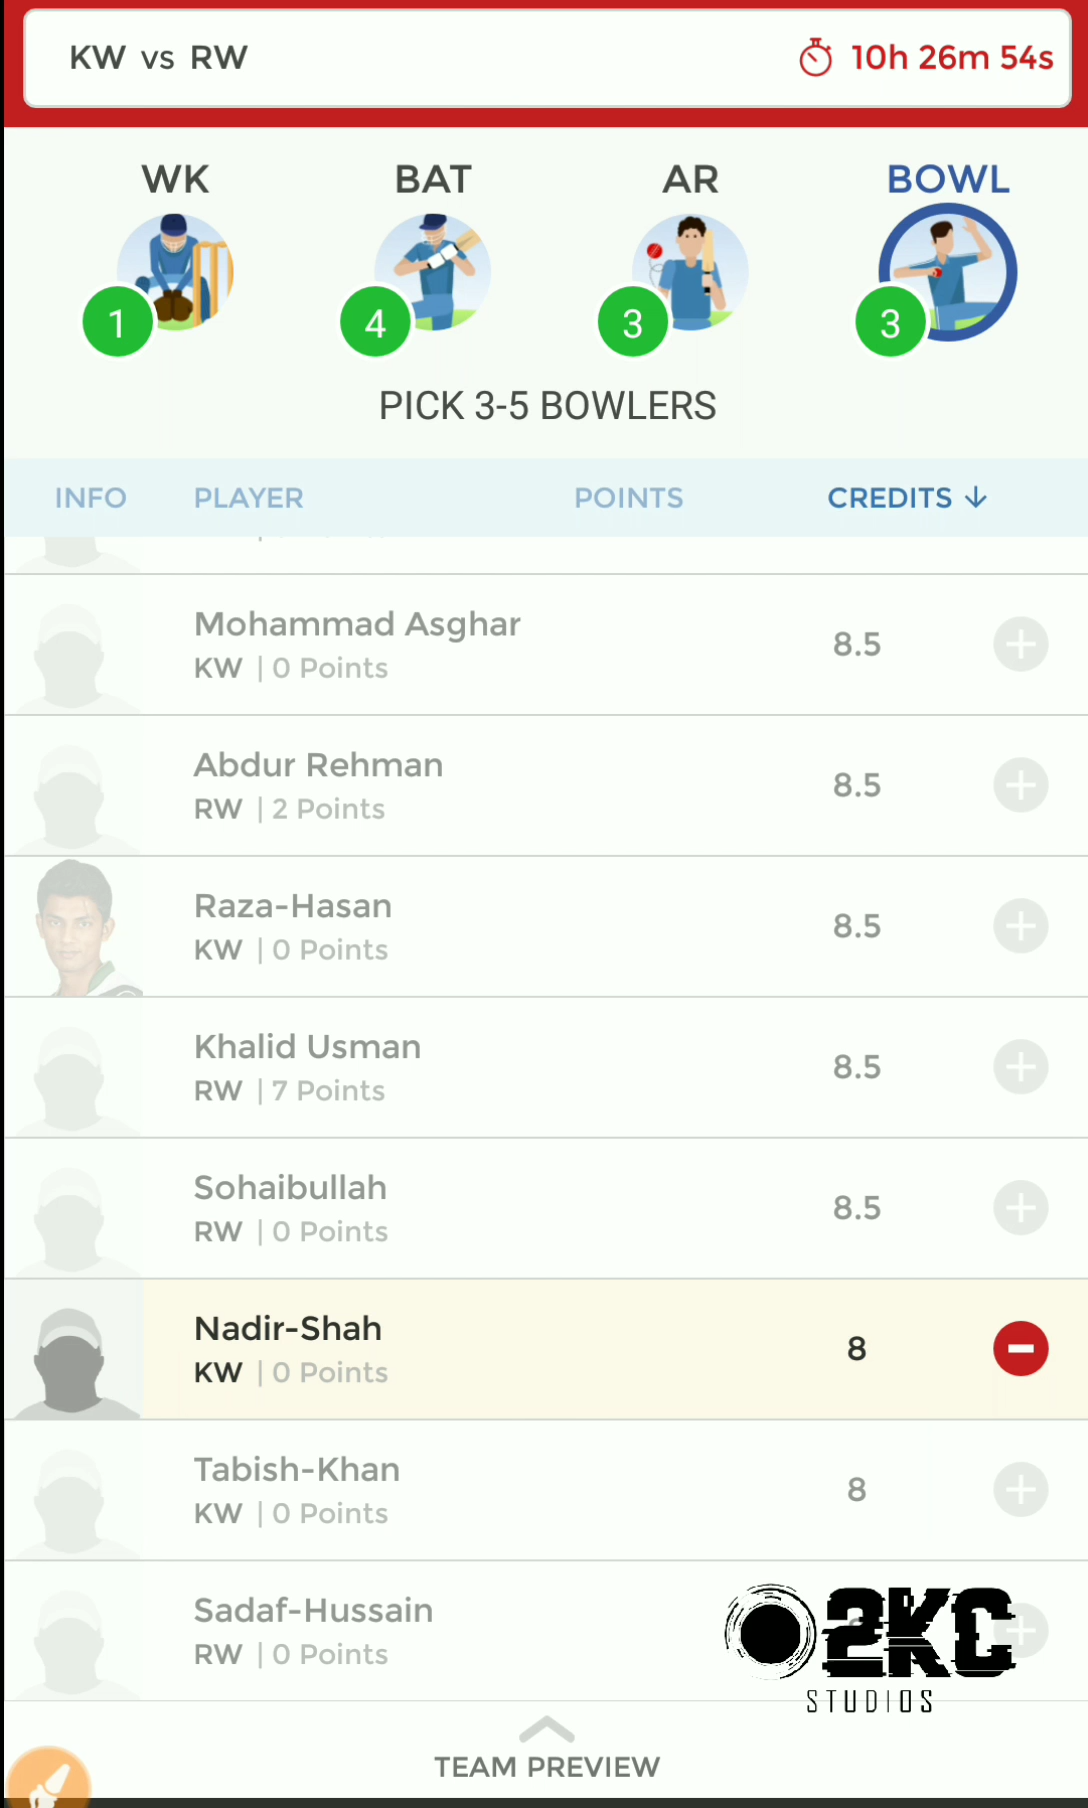 KW vs RW 10h 26m 54s
WK BAT AR BOWL
1 4 3 3
PICK 3-5 BOWLERS
INFO PLAYER POINTS CREDITS ↓
Mohammad Asghar
KW | 0 Points 8.5
Abdur Rehman
RW | 2 Points 8.5
Raza-Hasan
KW | 0 Points 8.5
Khalid Usman
RW | 7 Points 8.5
Sohaibullah
RW | 0 Points 8.5
Nadir-Shah
KW | 0 Points 8
Tabish-Khan
KW | 0 Points 8
Sadaf-Hussain
RW | 0 Points
2KC
STUDIOS
TEAM PREVIEW